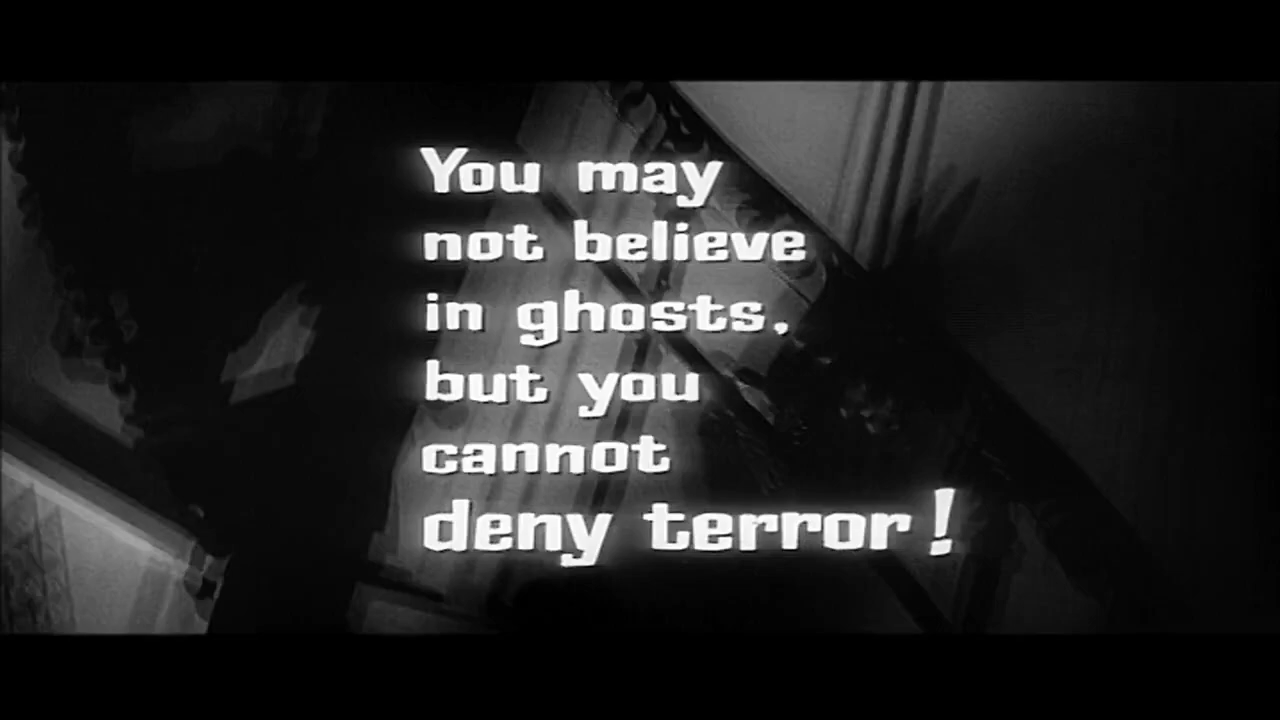 You may
not believe
in ghosts,
but you
cannot
deny terror!